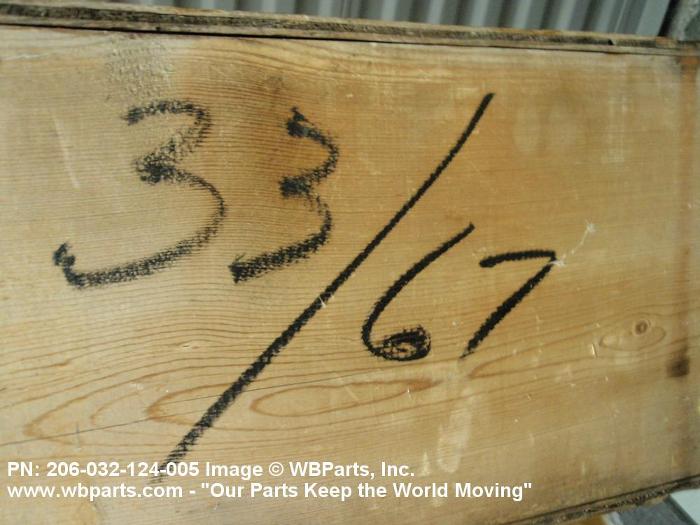 33/67
PN: 206-032-124-005 Image © WBParts, Inc.
www.wbparts.com - "Our Parts Keep the World Moving"